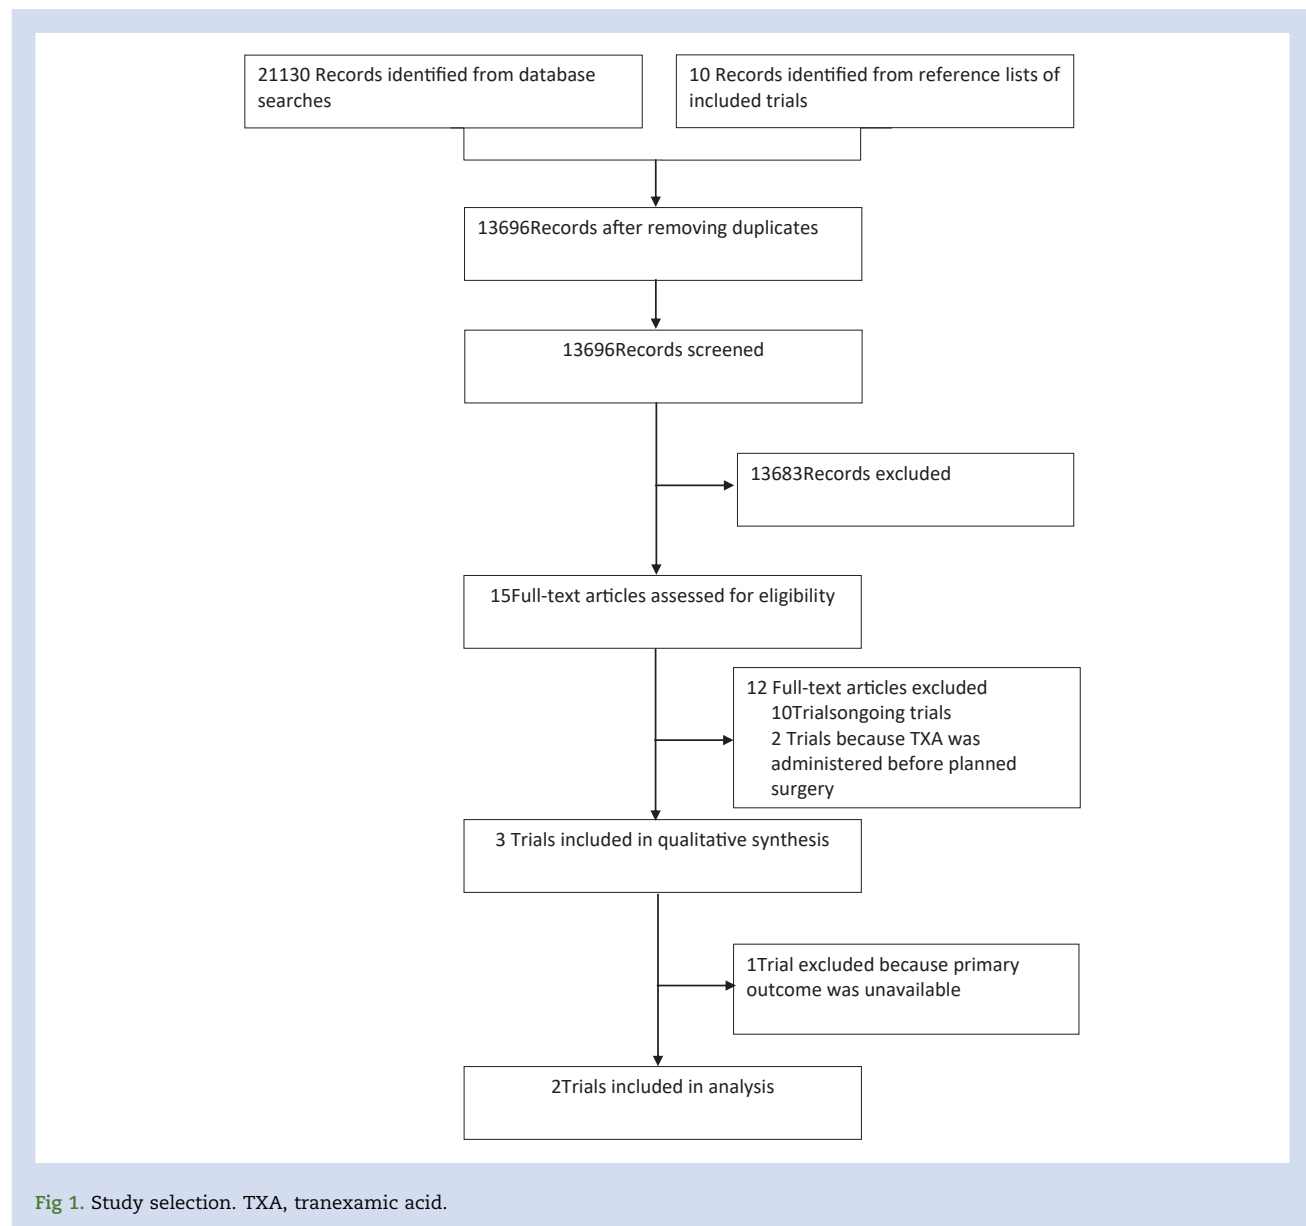 21130 Records identified from database
searches
10 Records identified from reference lists of
included trials
13696Records after removing duplicates
13696Records screened
13683Records excluded
15Full-text articles assessed for eligibility
12 Full-text articles excluded
10Trialsongoing trials
2 Trials because TXA was
administered before planned
surgery
3 Trials included in qualitative synthesis
1Trial excluded because primary
outcome was unavailable
2Trials included in analysis
Fig 1. Study selection. TXA, tranexamic acid.